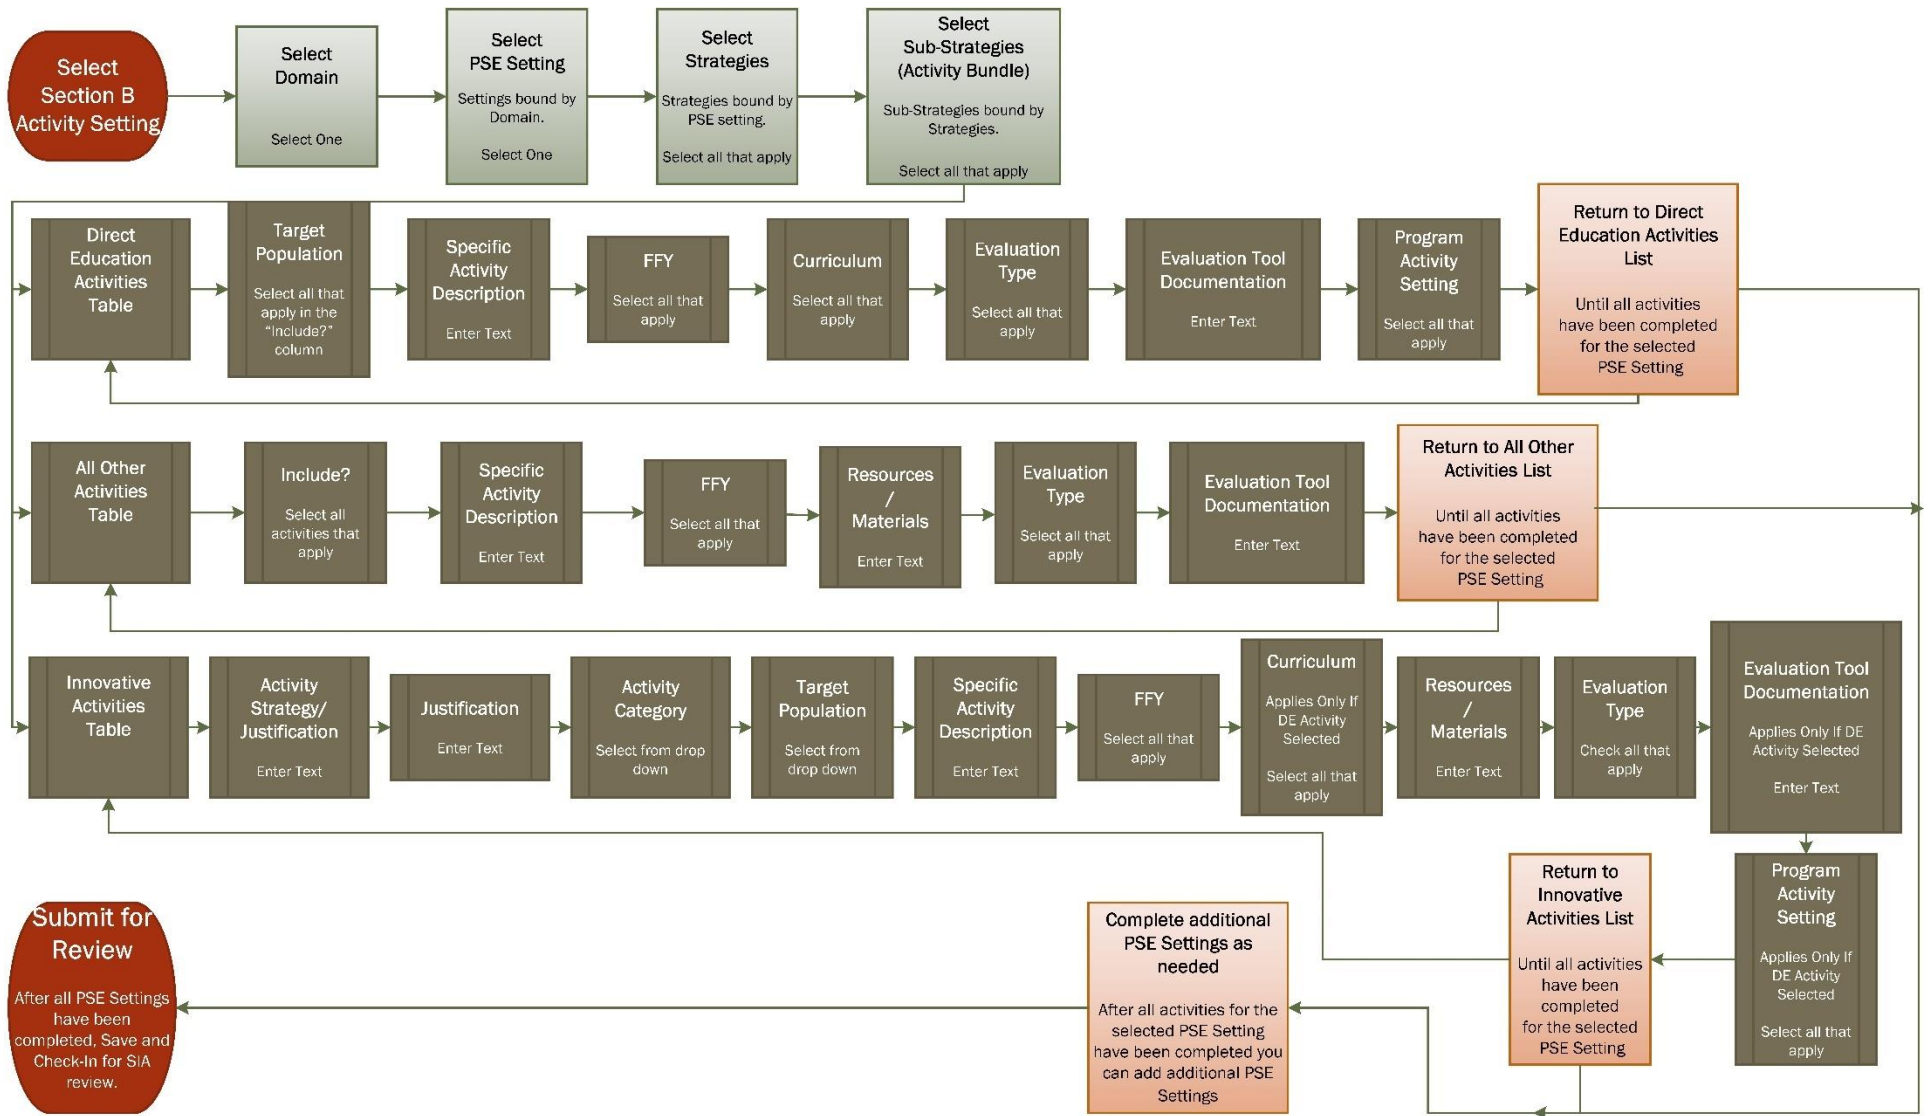 Select
Section B
Activity Setting
Select
Domain
Select One
Select
PSE Setting
Settings bound by
Domain.
Select One
Select
Strategies
Strategies bound by
PSE setting.
Select all that apply
Select
Sub-Strategies
(Activity Bundle)
Sub-Strategies bound by
Strategies.
Select all that apply
Direct
Education
Activities
Table
Target
Population
Select all that
apply in the
"Include?"
column
Specific
Activity
Description
Enter Text
FFY
Select all that
apply
Curriculum
Select all that
apply
Evaluation
Type
Select all that
apply
Evaluation Tool
Documentation
Enter Text
Program
Activity
Setting
Select all that
apply
Return to Direct
Education Activities
List
Until all activities
have been completed
for the selected
PSE Setting
All Other
Activities
Table
Include?
Select all
activities that
apply
Specific
Activity
Description
Enter Text
FFY
Select all that
apply
Resources
/
Materials
Enter Text
Evaluation
Type
Select all that
apply
Evaluation Tool
Documentation
Enter Text
Return to All Other
Activities List
Until all activities
have been completed
for the selected
PSE Setting
Innovative
Activities
Table
Activity
Strategy/
Justification
Enter Text
Justification
Enter Text
Activity
Category
Select from drop
down
Target
Population
Select from
drop down
Specific
Activity
Description
Enter Text
FFY
Select all that
apply
Curriculum
Applies Only If
DE Activity
Selected
Select all that
apply
Resources
/
Materials
Enter Text
Evaluation
Type
Check all that
apply
Evaluation Tool
Documentation
Applies Only If DE
Activity Selected
Enter Text
Program
Activity
Setting
Applies Only If
DE Activity
Selected
Select all that
apply
Return to
Innovative
Activities List
Until all activities
have been
completed
for the selected
PSE Setting
Complete additional
PSE Settings as
needed
After all activities for the
selected PSE Setting
have been completed you
can add additional PSE
Settings
Submit for
Review
After all PSE Settings
have been
completed, Save and
Check-In for SIA
review.